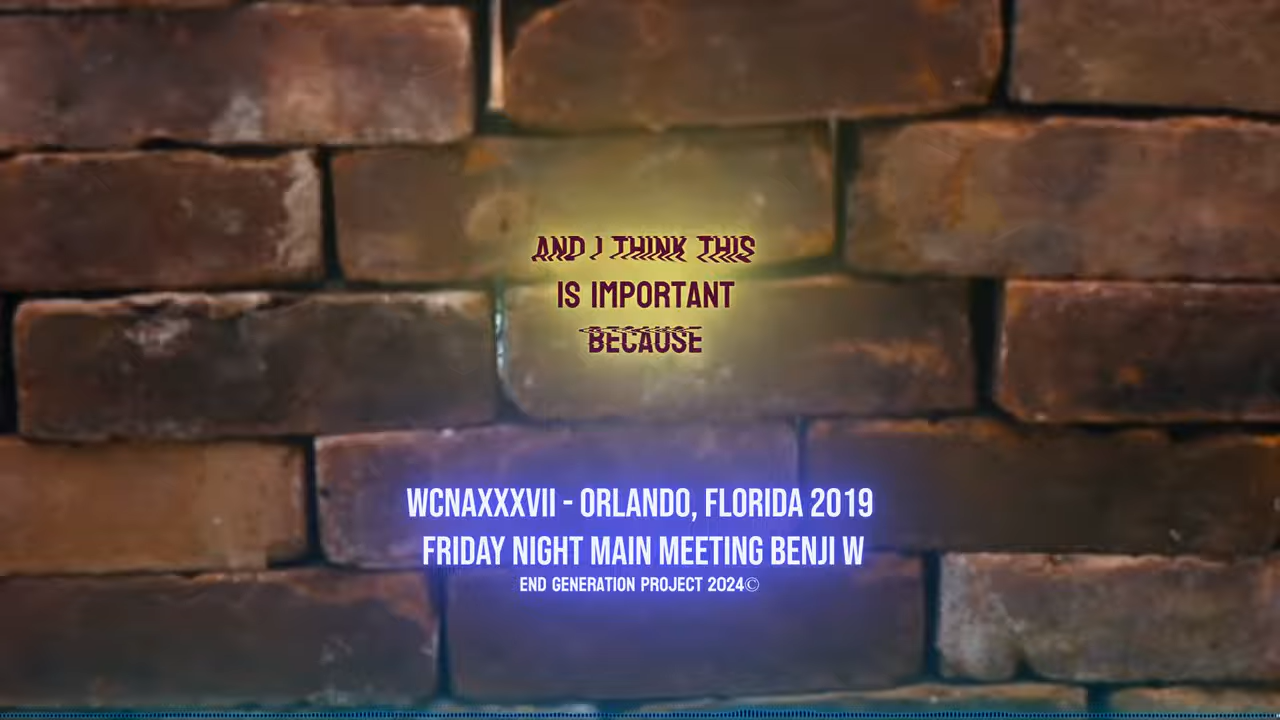 AND I THINK THIS
IS IMPORTANT
BECAUSE
WCNAXXXVII - ORLANDO, FLORIDA 2019
FRIDAY NIGHT MAIN MEETING BENJI W
END GENERATION PROJECT 2024©